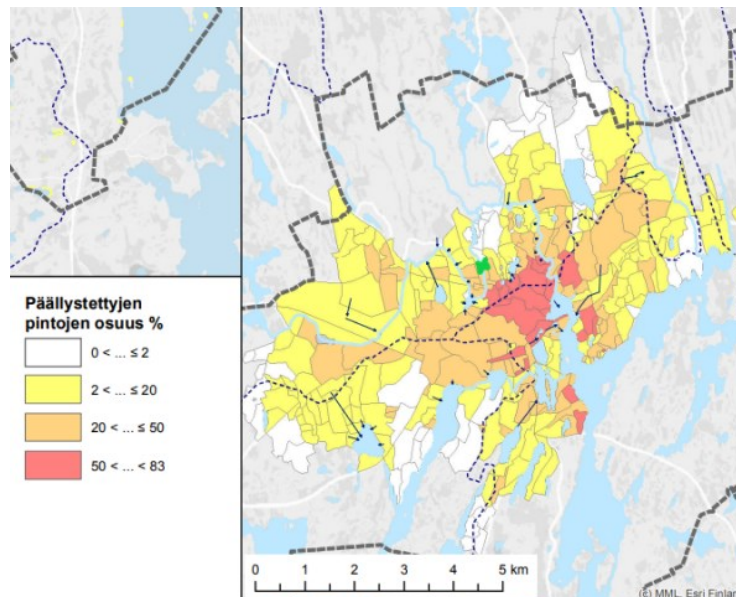 Päällystettyjen
pintojen osuus %
0 < ... ≤ 2
2 < ... ≤ 20
20 < ... ≤ 50
50 < ... < 83
0 1 2 3 4 5 km
(c) MML, Esri Finlan